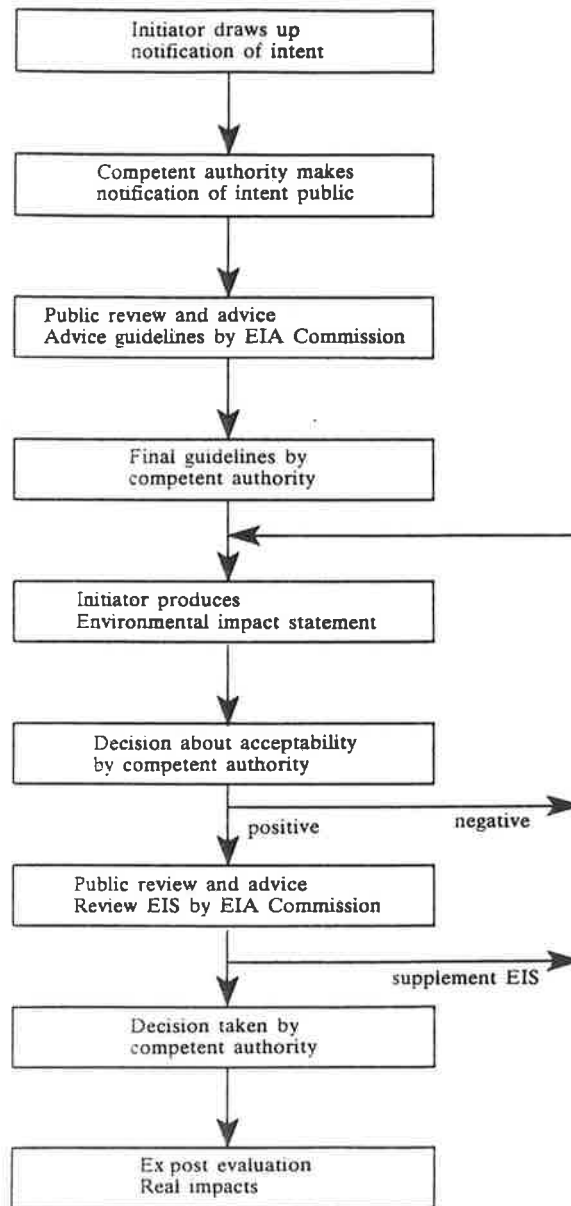 Initiator draws up
notification of intent
Competent authority makes
notification of intent public
Public review and advice
Advice guidelines by EIA Commission
Final guidelines by
competent authority
Initiator produces
Environmental impact statement
Decision about acceptability
by competent authority
positive
negative
Public review and advice
Review EIS by EIA Commission
supplement EIS
Decision taken by
competent authority
Ex post evaluation
Real impacts